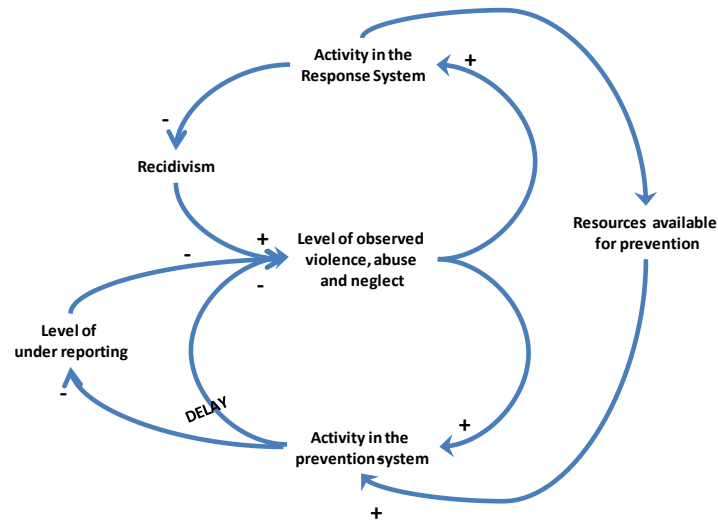 Activity in the
Response System
+
-
Recidivism
Resources available
for prevention
+
Level of observed
violence, abuse
and neglect
-
-
Level of
under reporting
-
DELAY
+
Activity in the
prevention-system
+